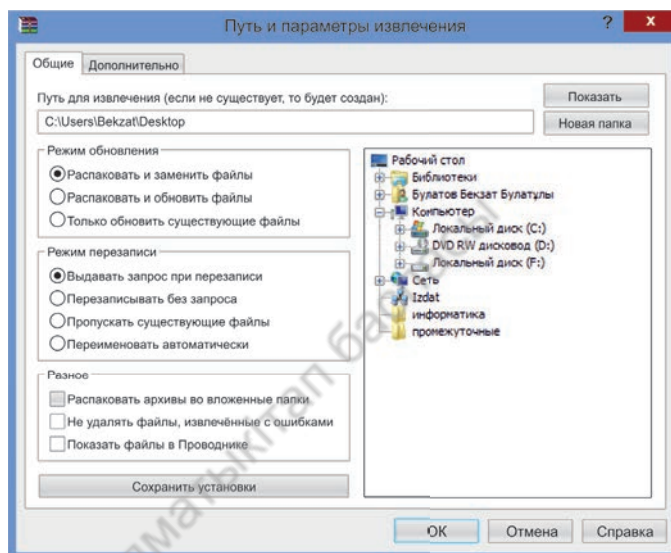 Путь и параметры извлечения
? x
Общие Дополнительно
Путь для извлечения (если не существует, то будет создан):
Показать
C:\Users\Bekzat\Desktop
Новая папка
Режим обновления
Распаковать и заменить файлы
Распаковать и обновить файлы
Только обновить существующие файлы
Режим перезаписи
Выдавать запрос при перезаписи
Перезаписывать без запроса
Пропускать существующие файлы
Переименовать автоматически
Разное
Распаковать архивы во вложенные папки
Не удалять файлы, извлечённые с ошибками
Показать файлы в Проводнике
Сохранить установки
Рабочий стол
Библиотеки
Булатов Бекзат Булатұлы
Компьютер
Локальный диск (C:)
DVD RW дисковод (D:)
Локальный диск (F:)
Сеть
Izdat
информатика
промежуточные
ОК Отмена Справка
лматыкітап баспасы